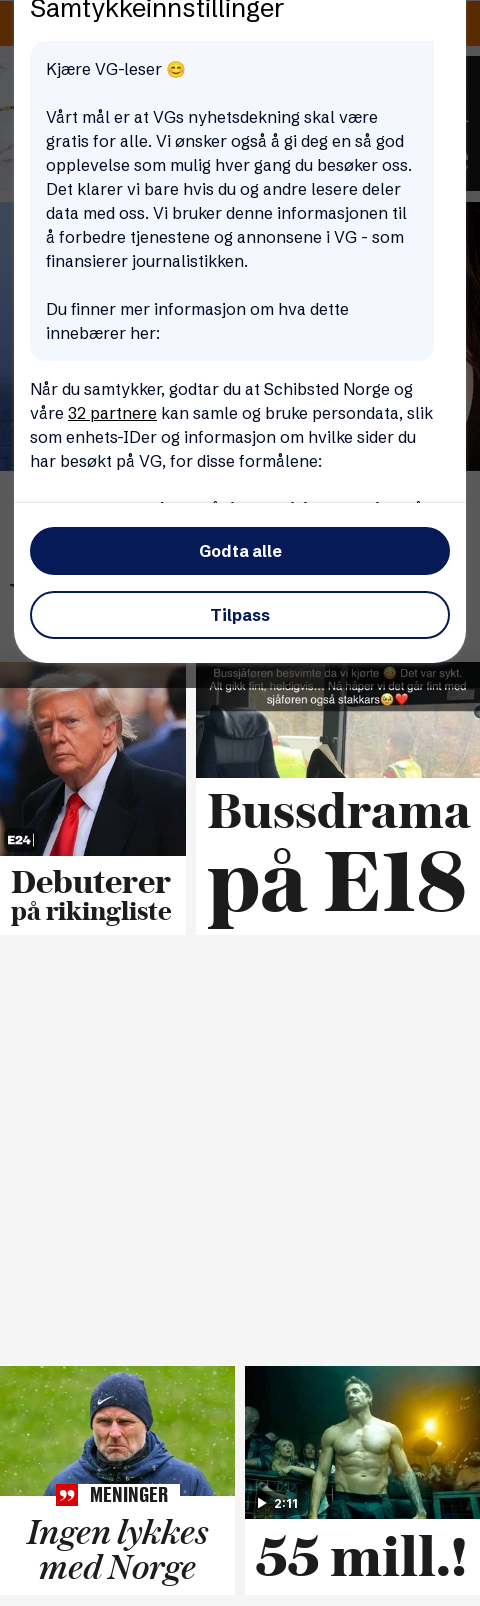 Samtykkeinnstillinger
Kjære VG-leser 😊
Vårt mål er at VGs nyhetsdekning skal være
gratis for alle. Vi ønsker også å gi deg en så god
opplevelse som mulig hver gang du besøker oss.
Det klarer vi bare hvis du og andre lesere deler
data med oss. Vi bruker denne informasjonen til
å forbedre tjenestene og annonsene i VG - som
finansierer journalistikken.
Du finner mer informasjon om hva dette
innebærer her:
Når du samtykker, godtar du at Schibsted Norge og
våre 32 partnere kan samle og bruke persondata, slik
som enhets-IDer og informasjon om hvilke sider du
har besøkt på VG, for disse formålene:
Godta alle
Tilpass
Bussjåføren besvimte da vi kjørte 😳 Det var sykt.
Alt gikk fint, heldigvis... Nå håper vi det går fint med
sjåføren også stakkars🥺❤️
E24
Debuterer
på rikingliste
Bussdrama
på E18
MENINGER
Ingen lykkes
med Norge
2:11
55 mill.!